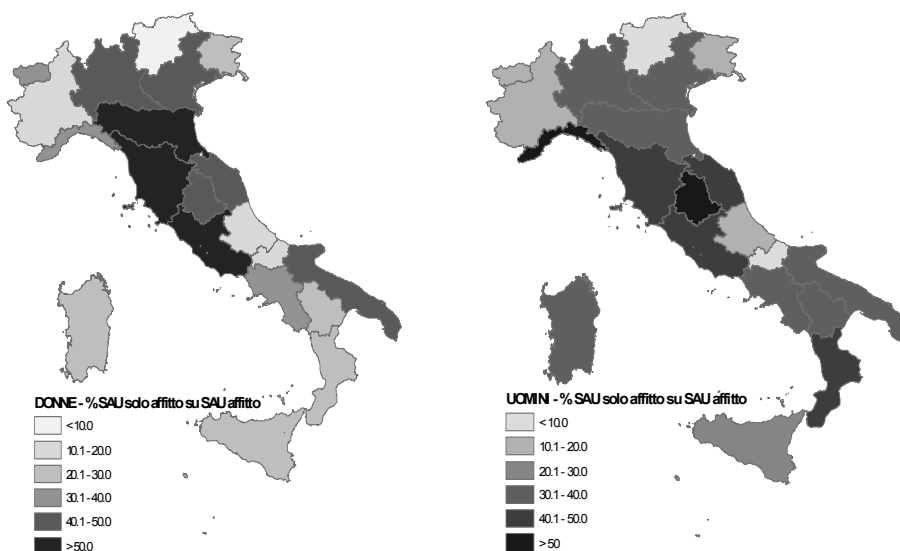 DONNE - % SAU solo affitto su SAU affitto
< 10.0
10.1 - 20.0
20.1 - 30.0
30.1 - 40.0
40.1 - 50.0
> 50.0
UOMINI - % SAU solo affitto su SAU affitto
< 10.0
10.1 - 20.0
20.1 - 30.0
30.1 - 40.0
40.1 - 50.0
> 50